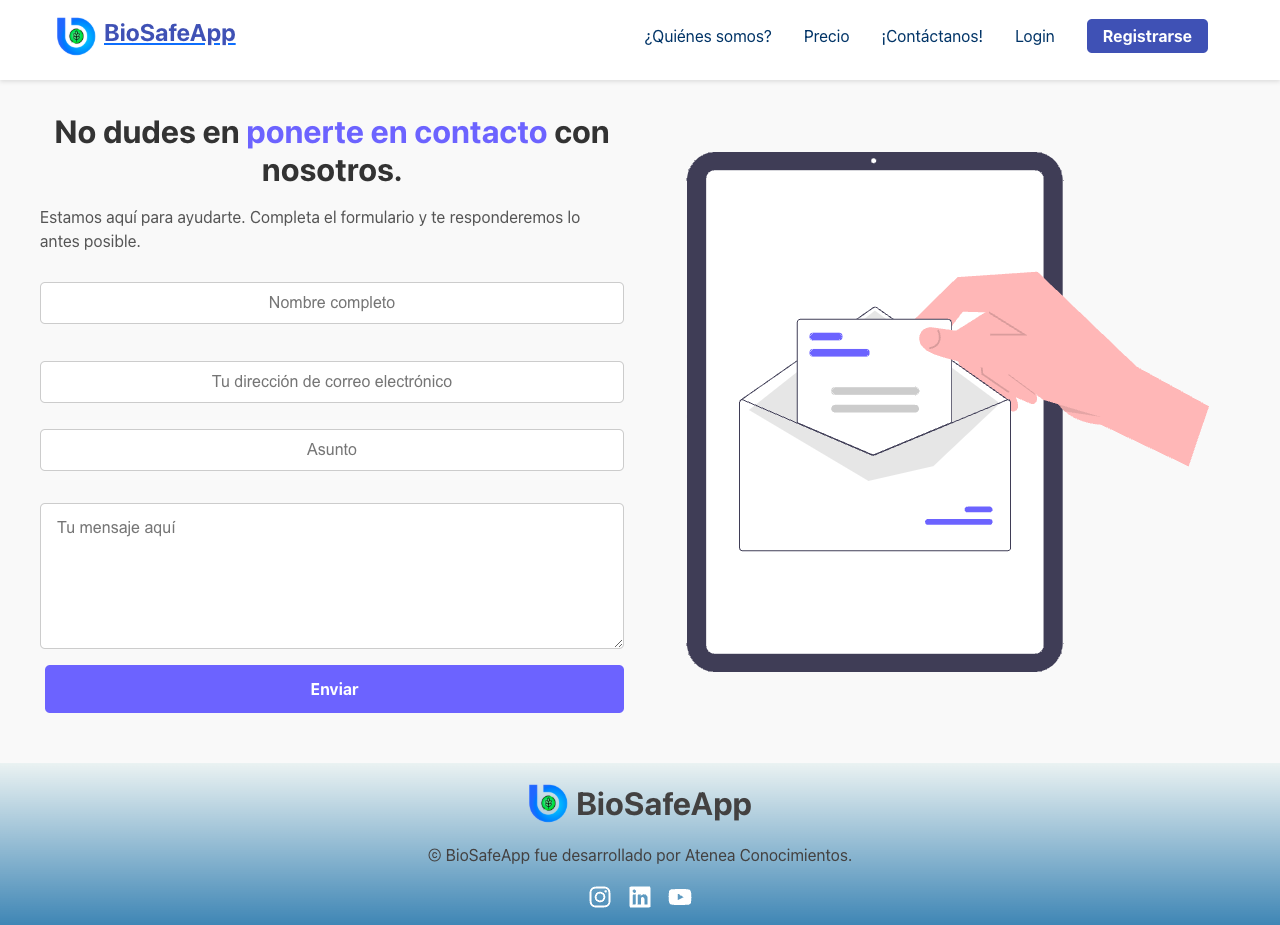 BioSafeApp
¿Quiénes somos?
Precio
¡Contáctanos!
Login
Registrarse
No dudes en ponerte en contacto con
nosotros.
Estamos aquí para ayudarte. Completa el formulario y te responderemos lo
antes posible.
Nombre completo
Tu dirección de correo electrónico
Asunto
Tu mensaje aquí
Enviar
BioSafeApp
© BioSafeApp fue desarrollado por Atenea Conocimientos.